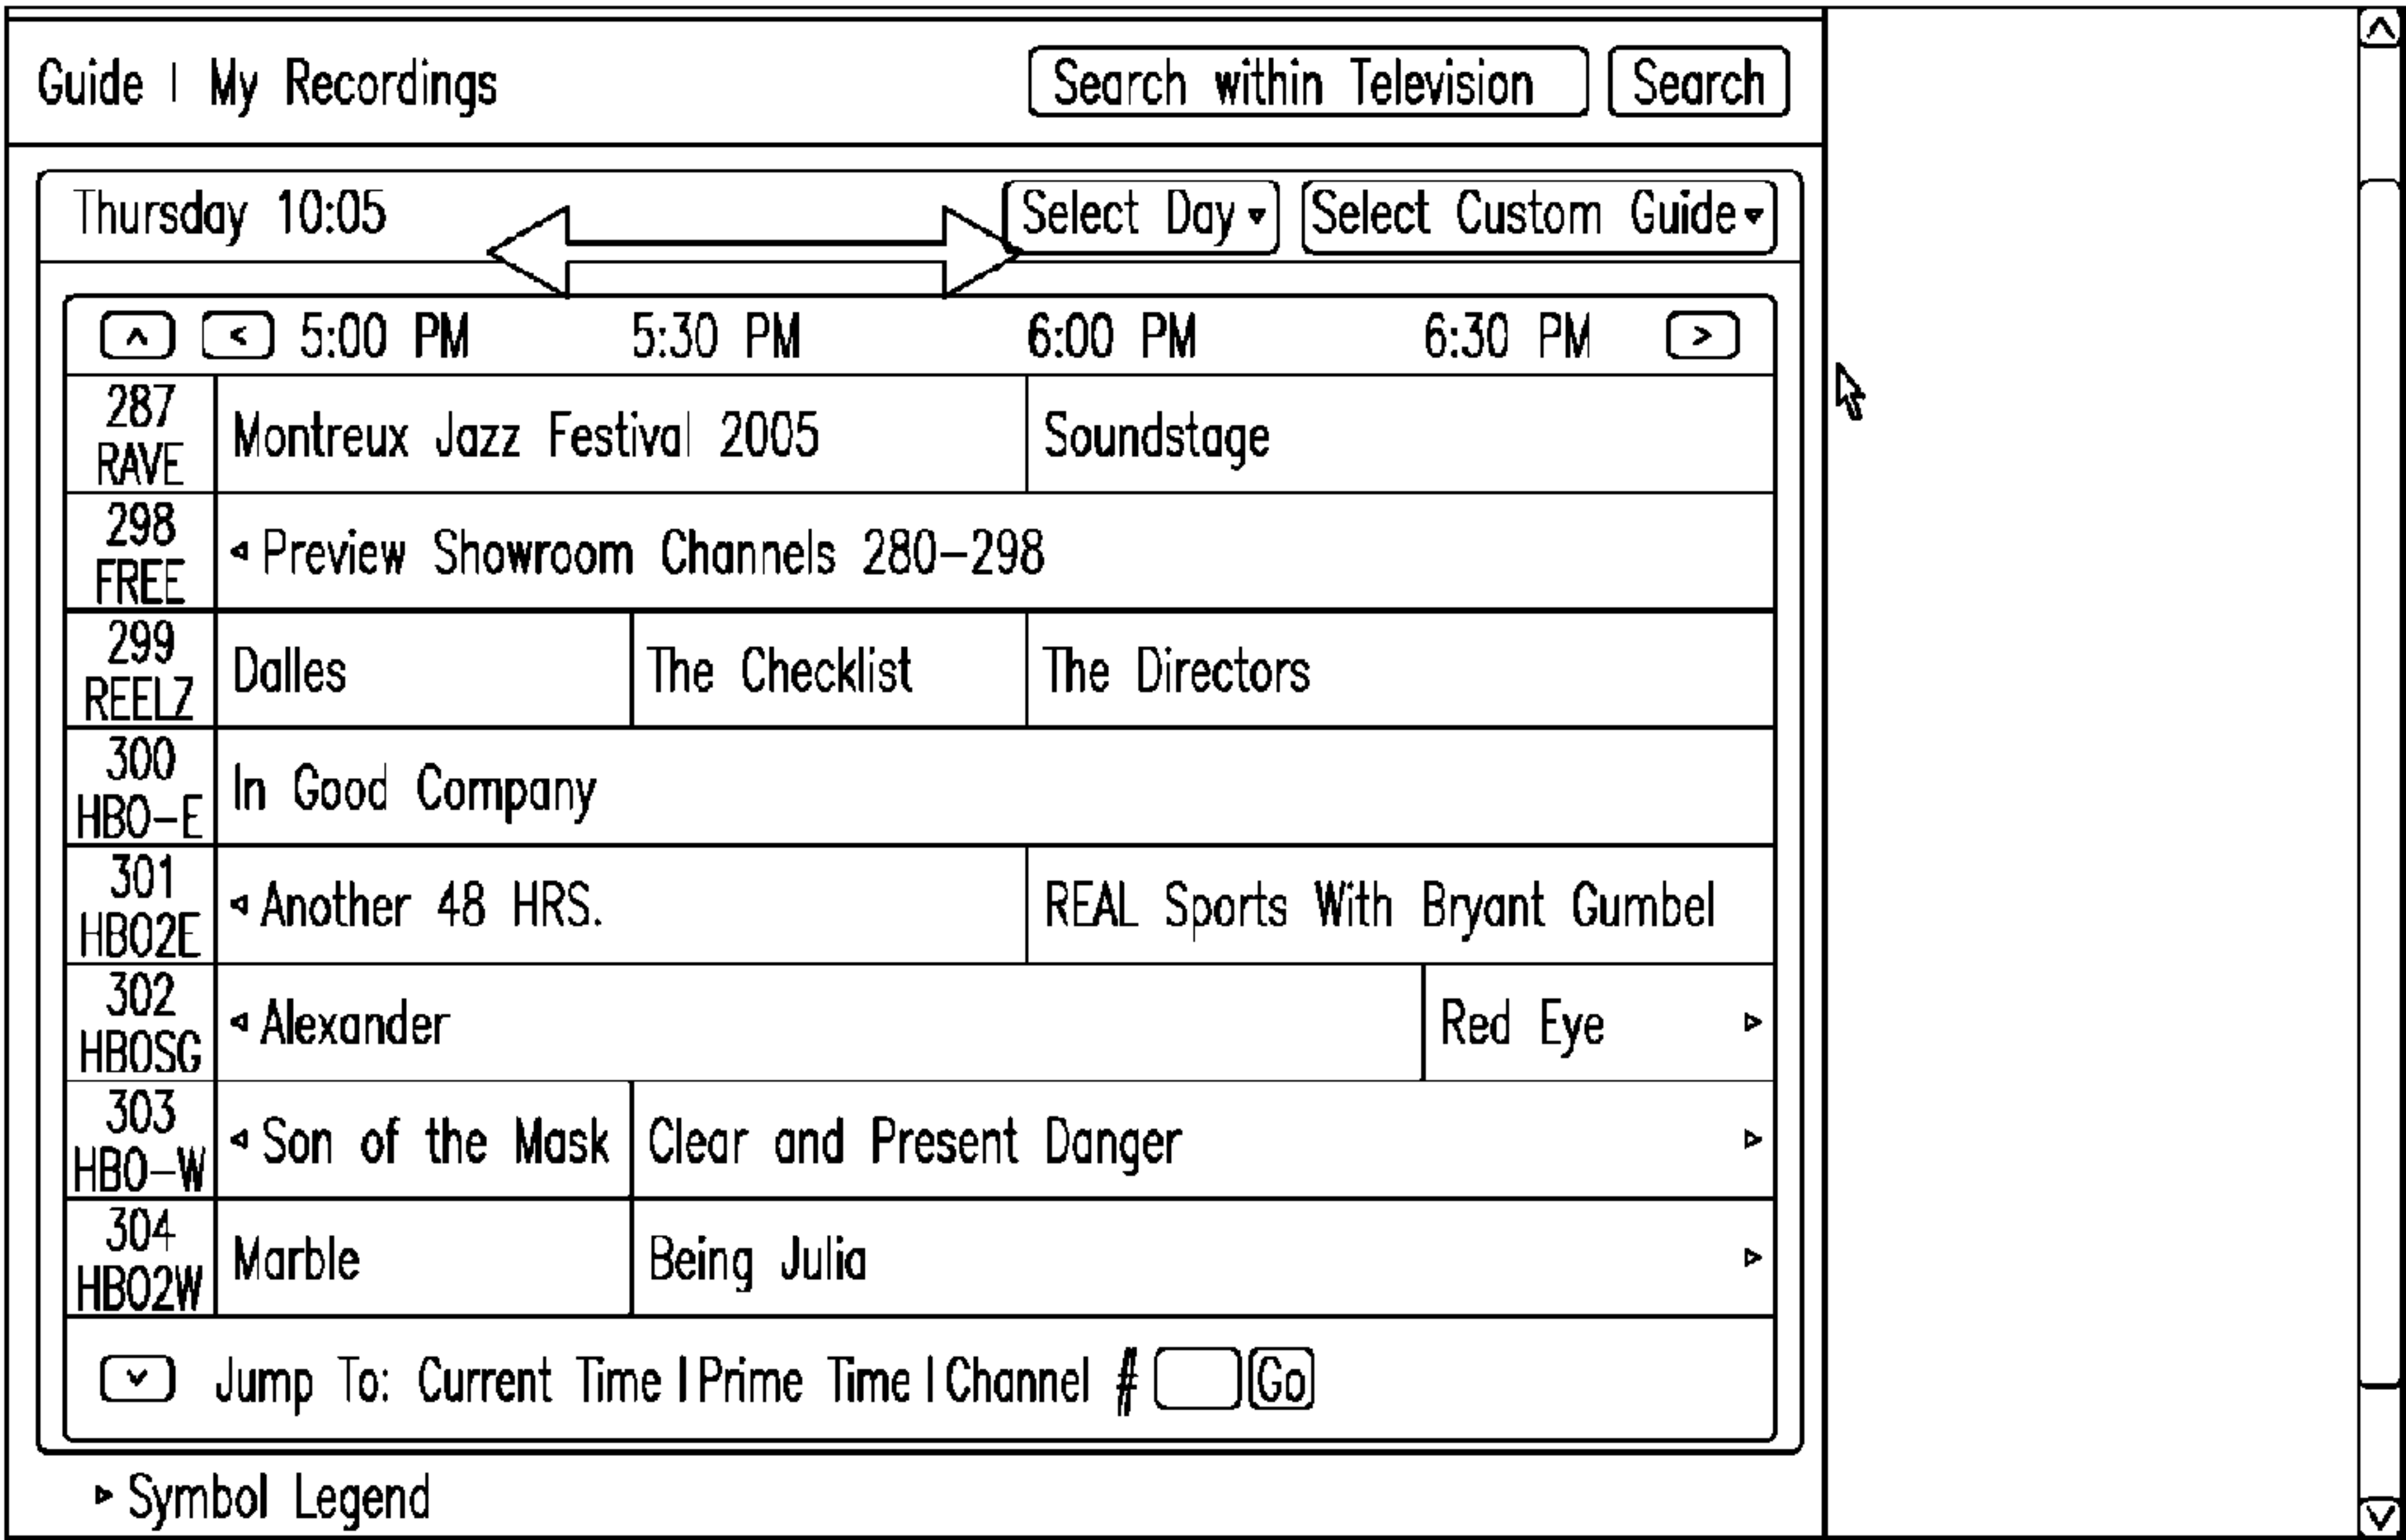 Guide | My Recordings Search within Television Search
Thursday 10:05 Select Day Select Custom Guide
5:00 PM 5:30 PM 6:00 PM 6:30 PM
287 RAVE Montreux Jazz Festival 2005 Soundstage
298 FREE Preview Showroom Channels 280-298
299 REELZ Dalles The Checklist The Directors
300 HBO-E In Good Company
301 HBO2E Another 48 HRS. REAL Sports With Bryant Gumbel
302 HBOSG Alexander Red Eye
303 HBO-W Son of the Mask Clear and Present Danger
304 HBO2W Marble Being Julia
Jump To: Current Time | Prime Time | Channel # Go
Symbol Legend